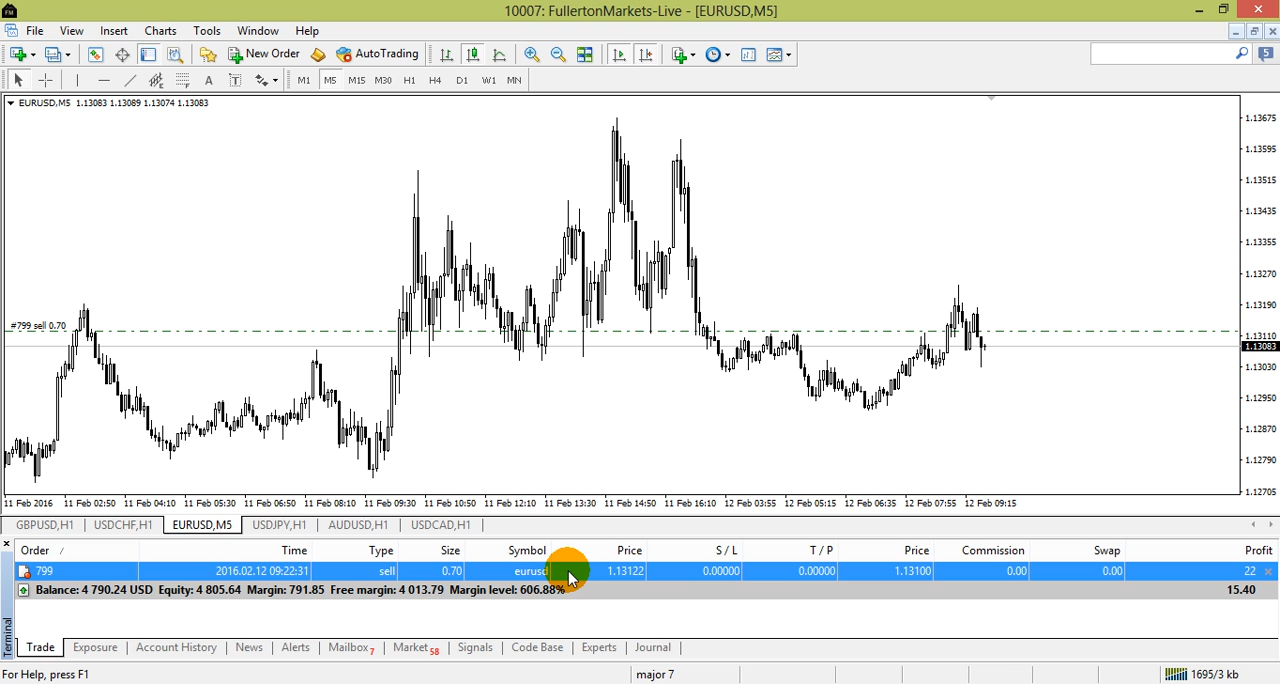 10007: FullertonMarkets-Live - [EURUSD,M5]
File View Insert Charts Tools Window Help
New Order AutoTrading 5
A T M1 M5 M15 M30 H1 H4 D1 W1 MN
EURUSD,M5 1.13083 1.13089 1.13074 1.13083
1.13675
1.13595
1.13515
1.13435
1.13355
1.13270
1.13190
#799 sell 0.70
1.13110
1.13083
1.13030
1.12950
1.12870
1.12790
1.12705
11 Feb 2016 11 Feb 02:50 11 Feb 04:10 11 Feb 05:30 11 Feb 06:50 11 Feb 08:10 11 Feb 09:30 11 Feb 10:50 11 Feb 12:10 11 Feb 13:30 11 Feb 14:50 11 Feb 16:10 12 Feb 03:55 12 Feb 05:15 12 Feb 06:35 12 Feb 07:55 12 Feb 09:15
GBPUSD,H1 USDCHF,H1 EURUSD,M5 USDJPY,H1 AUDUSD,H1 USDCAD,H1
Order / Time Type Size Symbol Price S / L T / P Price Commission Swap Profit
799 2016.02.12 09:22:31 sell 0.70 eurusd 1.13122 0.00000 0.00000 1.13100 0.00 0.00 22
Balance: 4 790.24 USD Equity: 4 805.64 Margin: 791.85 Free margin: 4 013.79 Margin level: 606.88% 15.40
Terminal
Trade Exposure Account History News Alerts Mailbox 7 Market 58 Signals Code Base Experts Journal
For Help, press F1 major 7 1695/3 kb